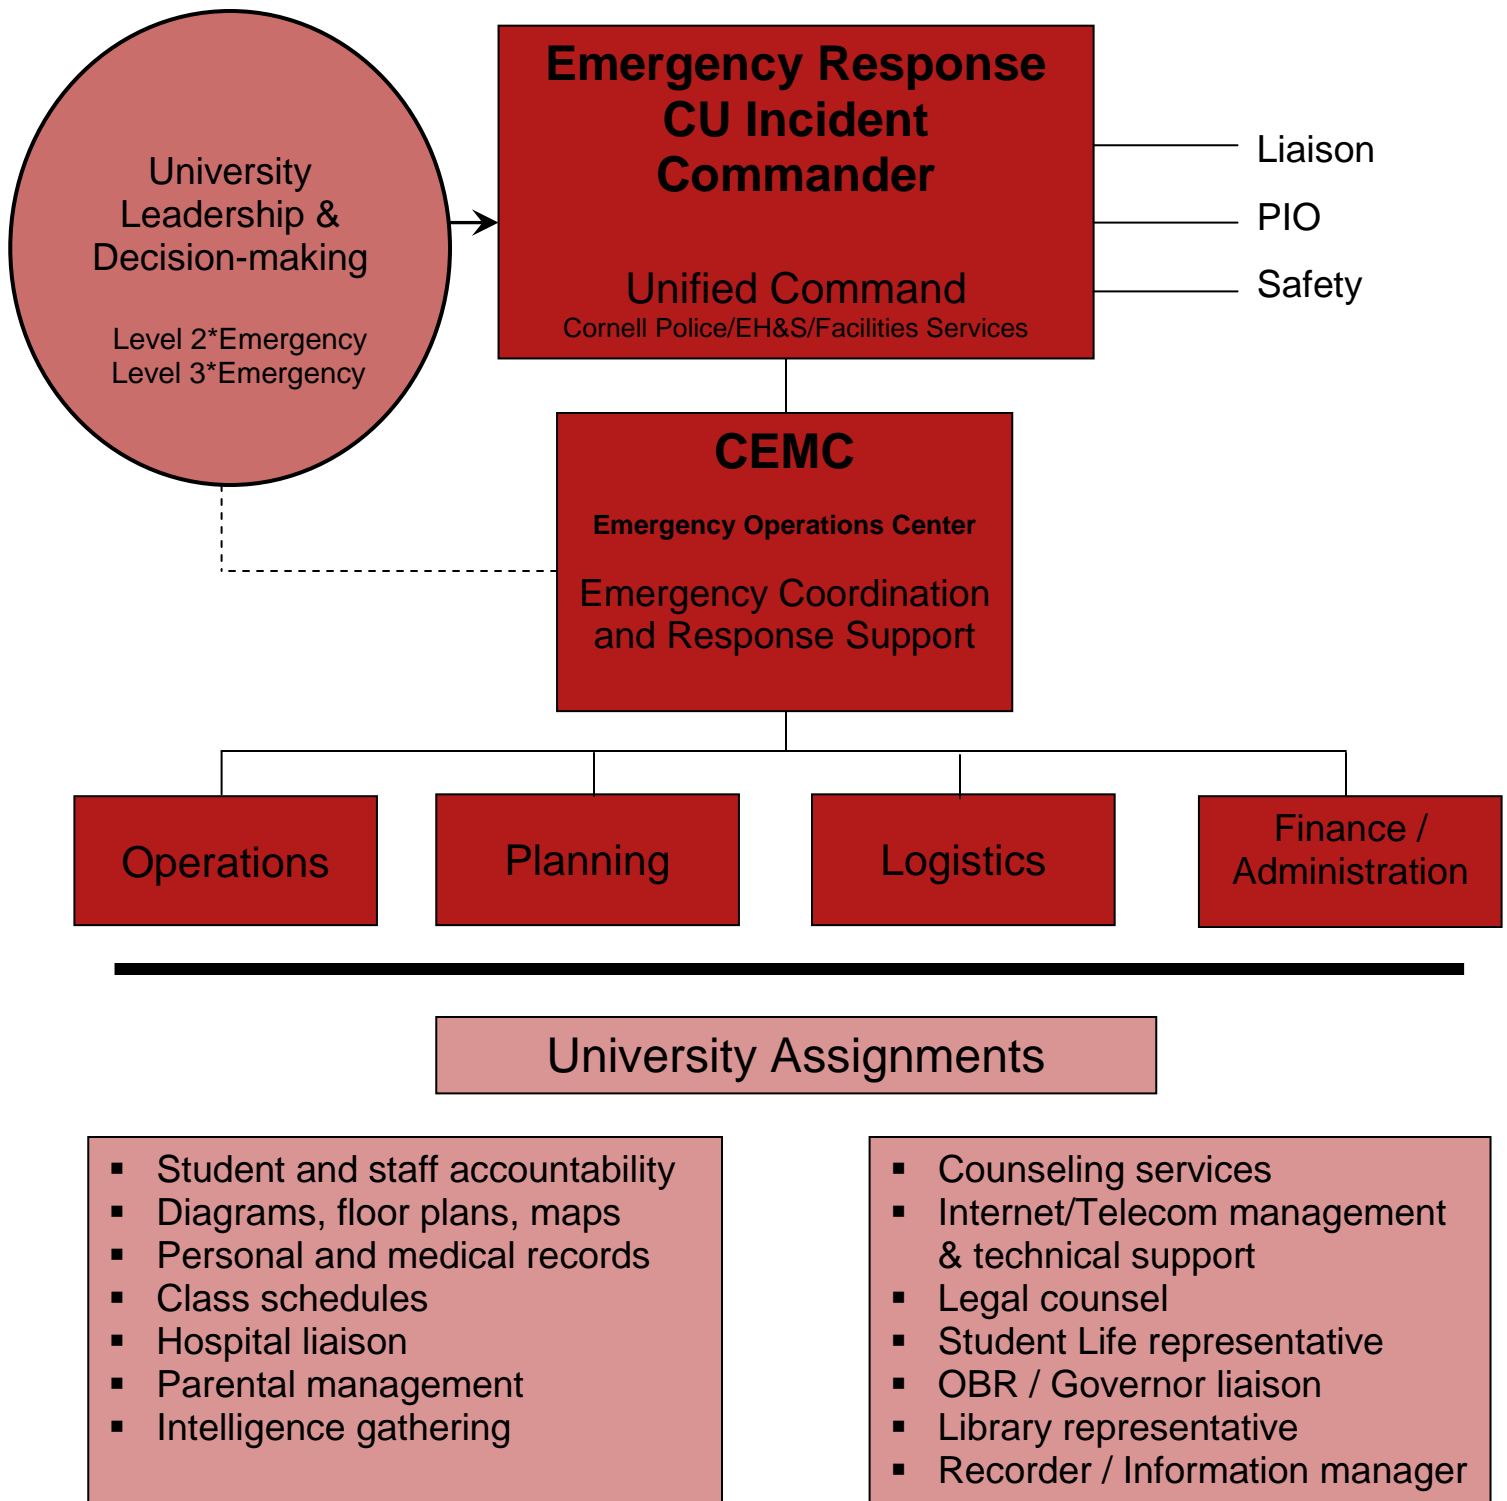 University
Leadership &
Decision-making
Level 2*Emergency
Level 3*Emergency
Emergency Response
CU Incident
Commander
Unified Command
Cornell Police/EH&S/Facilities Services
Liaison
PIO
Safety
CEMC
Emergency Operations Center
Emergency Coordination
and Response Support
Operations
Planning
Logistics
Finance /
Administration
University Assignments
▪ Student and staff accountability
▪ Diagrams, floor plans, maps
▪ Personal and medical records
▪ Class schedules
▪ Hospital liaison
▪ Parental management
▪ Intelligence gathering
▪ Counseling services
▪ Internet/Telecom management
& technical support
▪ Legal counsel
▪ Student Life representative
▪ OBR / Governor liaison
▪ Library representative
▪ Recorder / Information manager